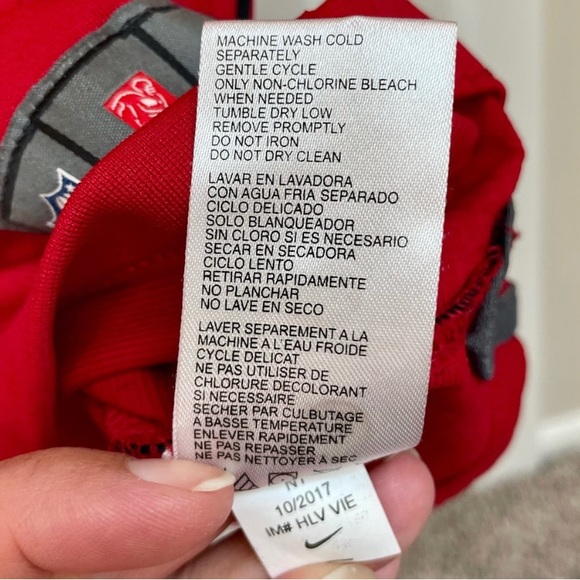 MACHINE WASH COLD
SEPARATELY
GENTLE CYCLE
ONLY NON-CHLORINE BLEACH
WHEN NEEDED
TUMBLE DRY LOW
REMOVE PROMPTLY
DO NOT IRON
DO NOT DRY CLEAN
LAVAR EN LAVADORA
CON AGUA FRIA SEPARADO
CICLO DELICADO
SOLO BLANQUEADOR
SIN CLORO SI ES NECESARIO
SECAR EN SECADORA
CICLO LENTO
RETIRAR RAPIDAMENTE
NO PLANCHAR
NO LAVE EN SECO
LAVER SEPAREMENT A LA
MACHINE A L'EAU FROIDE
CYCLE DELICAT
NE PAS UTILISER DE
CHLORURE DECOLORANT
SI NECESSAIRE
SECHER PAR CULBUTAGE
A BASSE TEMPERATURE
ENLEVER RAPIDEMENT
NE PAS REPASSER
NE PAS NETTOYER A SEC
10/2017
IM# HLV VIE